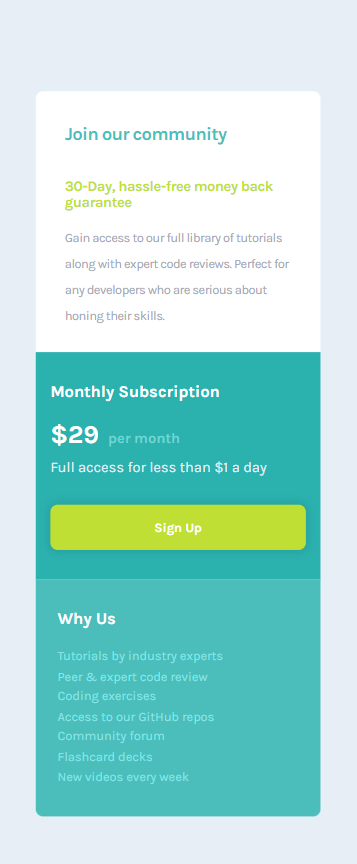 Join our community
30-Day, hassle-free money back
guarantee
Gain access to our full library of tutorials
along with expert code reviews. Perfect for
any developers who are serious about
honing their skills.
Monthly Subscription
$29 per month
Full access for less than $1 a day
Sign Up
Why Us
Tutorials by industry experts
Peer & expert code review
Coding exercises
Access to our GitHub repos
Community forum
Flashcard decks
New videos every week